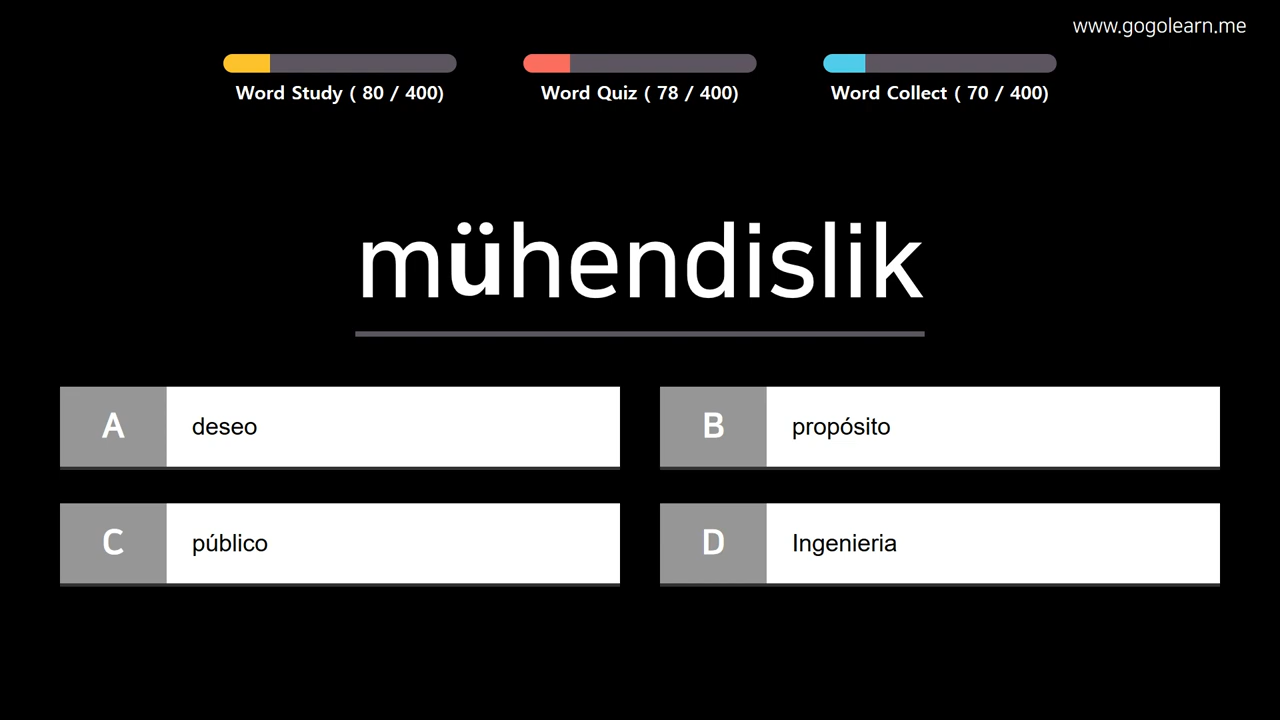 www.gogolearn.me
Word Study ( 80 / 400)
Word Quiz ( 78 / 400)
Word Collect ( 70 / 400)
mühendislik
A deseo
B propósito
C público
D Ingenieria